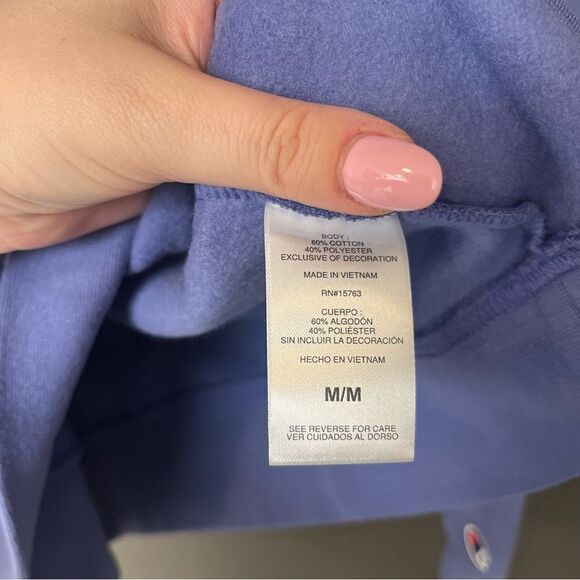 BODY :
60% COTTON
40% POLYESTER
EXCLUSIVE OF DECORATION
MADE IN VIETNAM
RN#15763
CUERPO :
60% ALGODÓN
40% POLIÉSTER
SIN INCLUIR LA DECORACIÓN
HECHO EN VIETNAM
M/M
SEE REVERSE FOR CARE
VER CUIDADOS AL DORSO